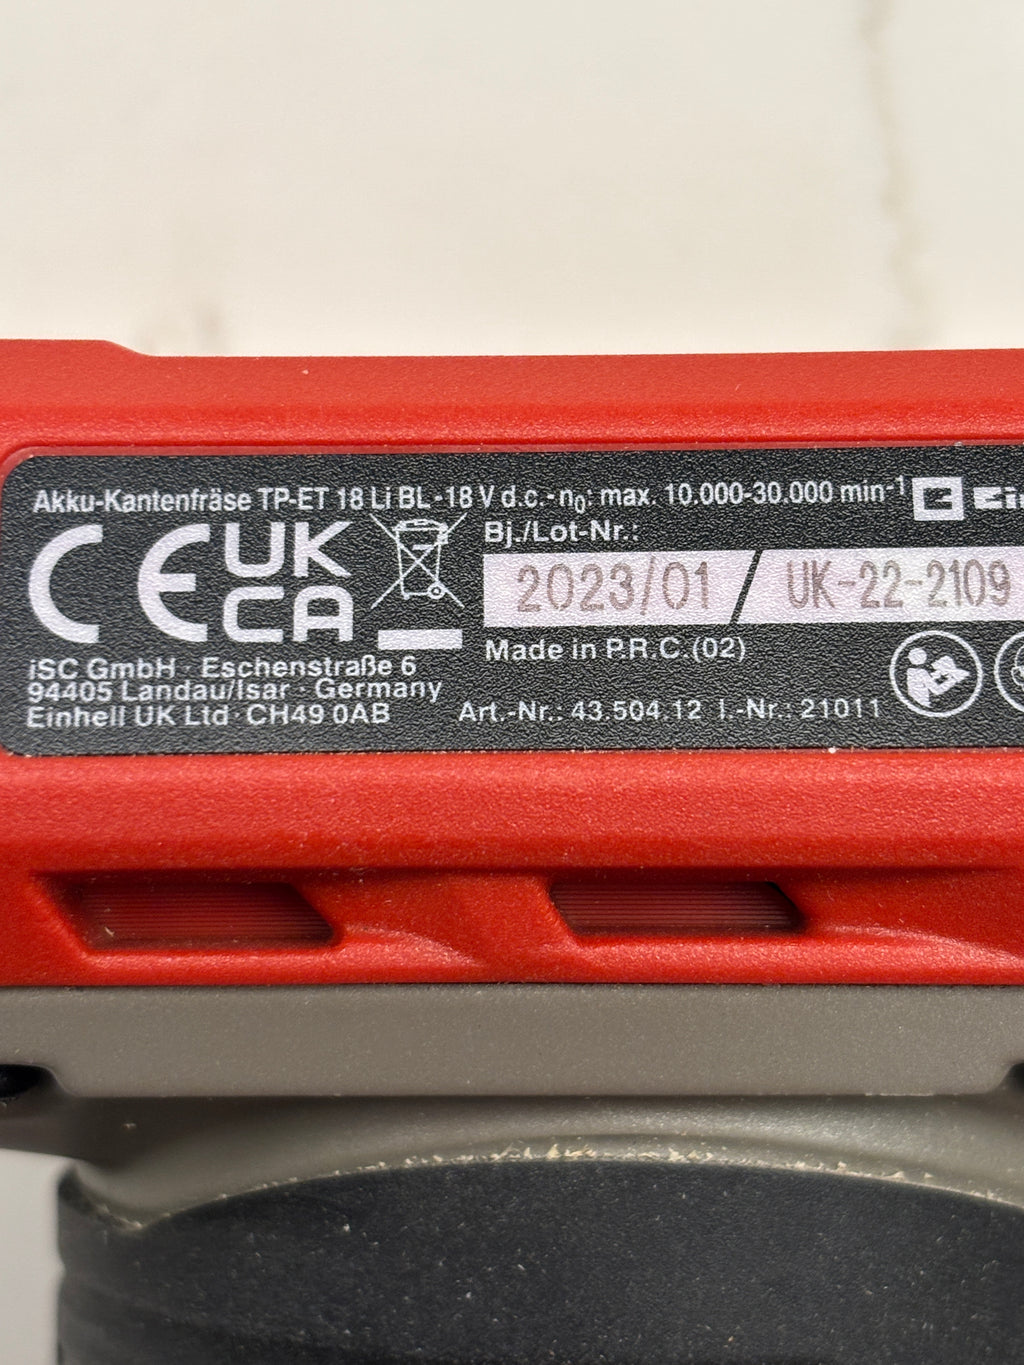 Akku-Kantenfräse TP-ET 18 Li BL - 18 V d.c. - n0: max. 10.000-30.000 min-1
CE UK
CA
Bj./Lot-Nr.:
2023/01 / UK-22-2109
Made in P.R.C.(02)
iSC GmbH · Eschenstraße 6
94405 Landau/Isar · Germany
Einhell UK Ltd · CH49 0AB
Art.-Nr.: 43.504.12 I.-Nr.: 21011